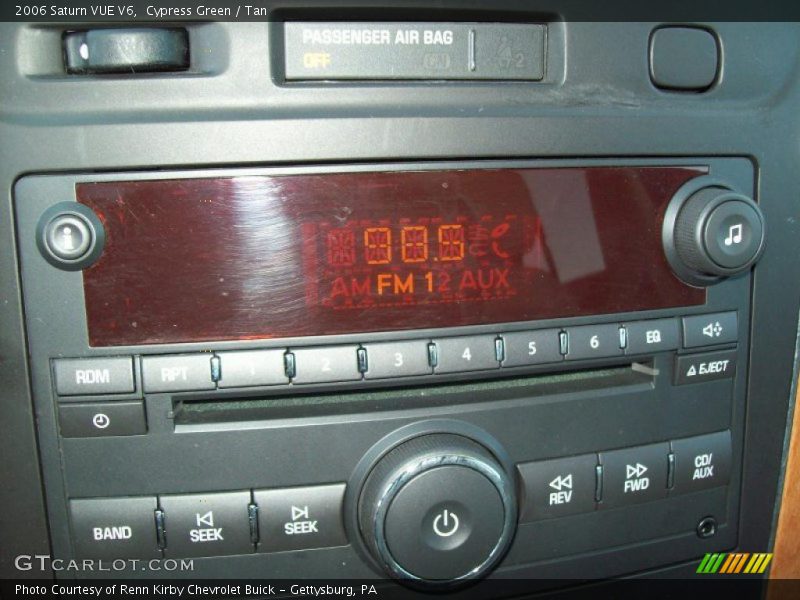 2006 Saturn VUE V6, Cypress Green / Tan
PASSENGER AIR BAG
OFF
i
AM FM 12 AUX
RDM RPT 1 2 3 4 5 6 EQ
EJECT
BAND SEEK SEEK REV FWD CD/
AUX
GTCARLOT.COM
Photo Courtesy of Renn Kirby Chevrolet Buick - Gettysburg, PA